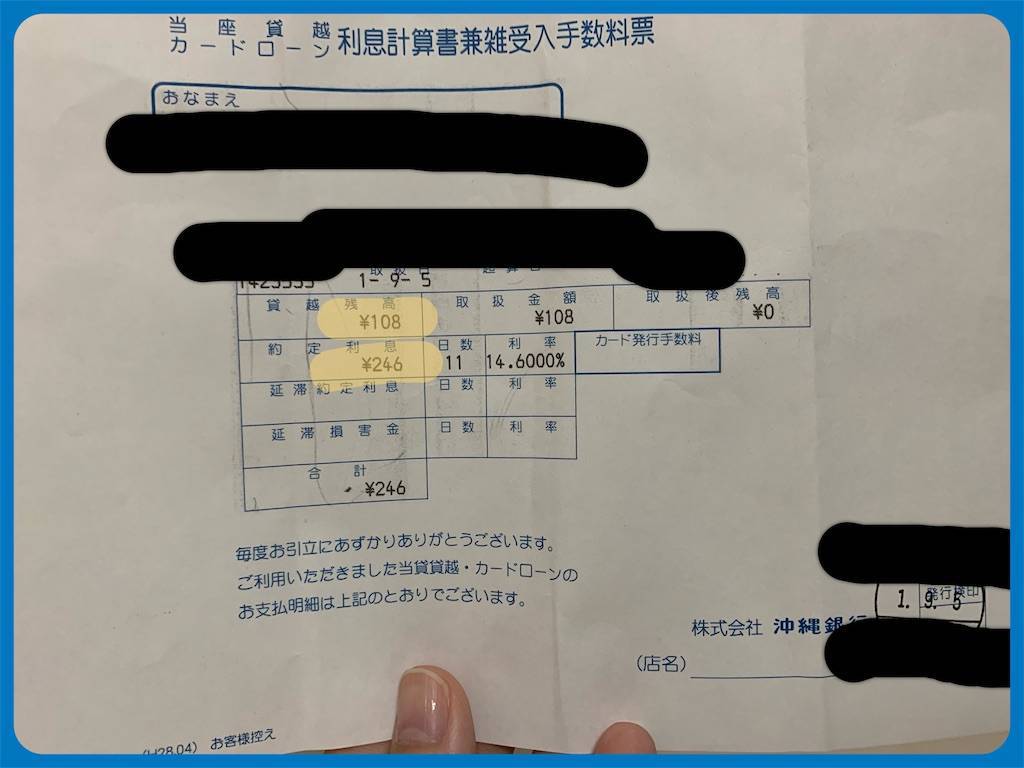 当座貸越
カードローン 利息計算書兼雑受入手数料票
おなまえ
1-9-5
貸越残高 ¥108 取扱金額 ¥108 取扱後残高 ¥0
約定利息 ¥246 日数 11 利率 14.6000% カード発行手数料
延滞約定利息 日数 利率
延滞損害金 日数 利率
合計 ¥246
毎度お引立にあずかりありがとうございます。
ご利用いただきました当貸貸越・カードローンの
お支払明細は上記のとおりでございます。
発行検印
1. 9. 5
株式会社 沖縄銀行
(店名)
(H28.04) お客様控え